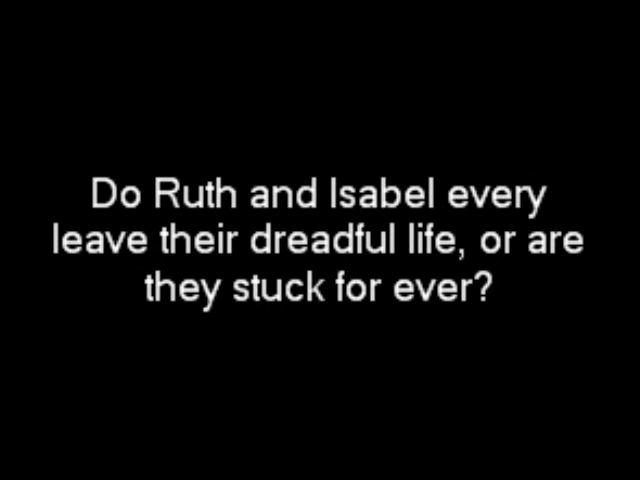 Do Ruth and Isabel every
leave their dreadful life, or are
they stuck for ever?